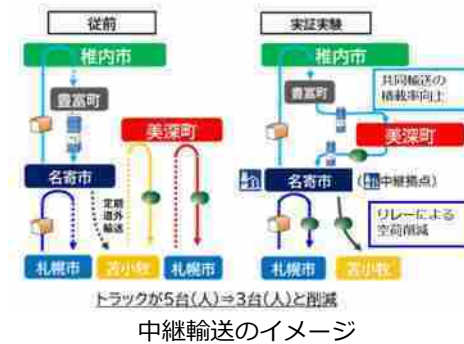 従前
実証実験
稚内市
稚内市
豊富町
豊富町
共同輸送の
積載率向上
美深町
美深町
名寄市
名寄市
(中継拠点)
定期
道外
輸送
リレーによる
空荷削減
札幌市
苫小牧
札幌市
札幌市
苫小牧
トラックが5台(人)⇒3台(人)と削減
中継輸送のイメージ